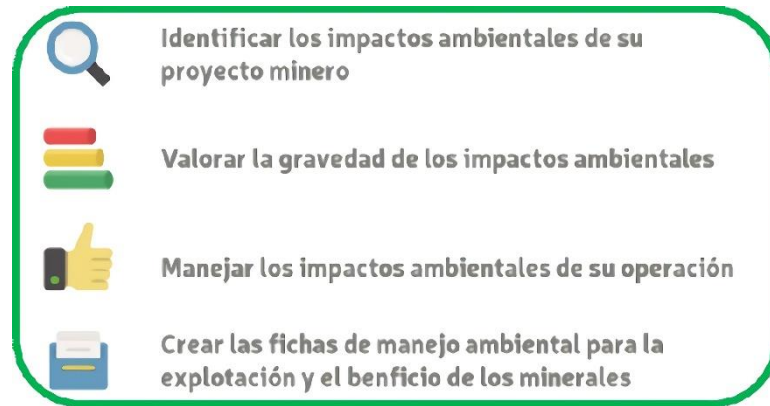 Identificar los impactos ambientales de su
proyecto minero
Valorar la gravedad de los impactos ambientales
Manejar los impactos ambientales de su operación
Crear las fichas de manejo ambiental para la
explotación y el benficio de los minerales